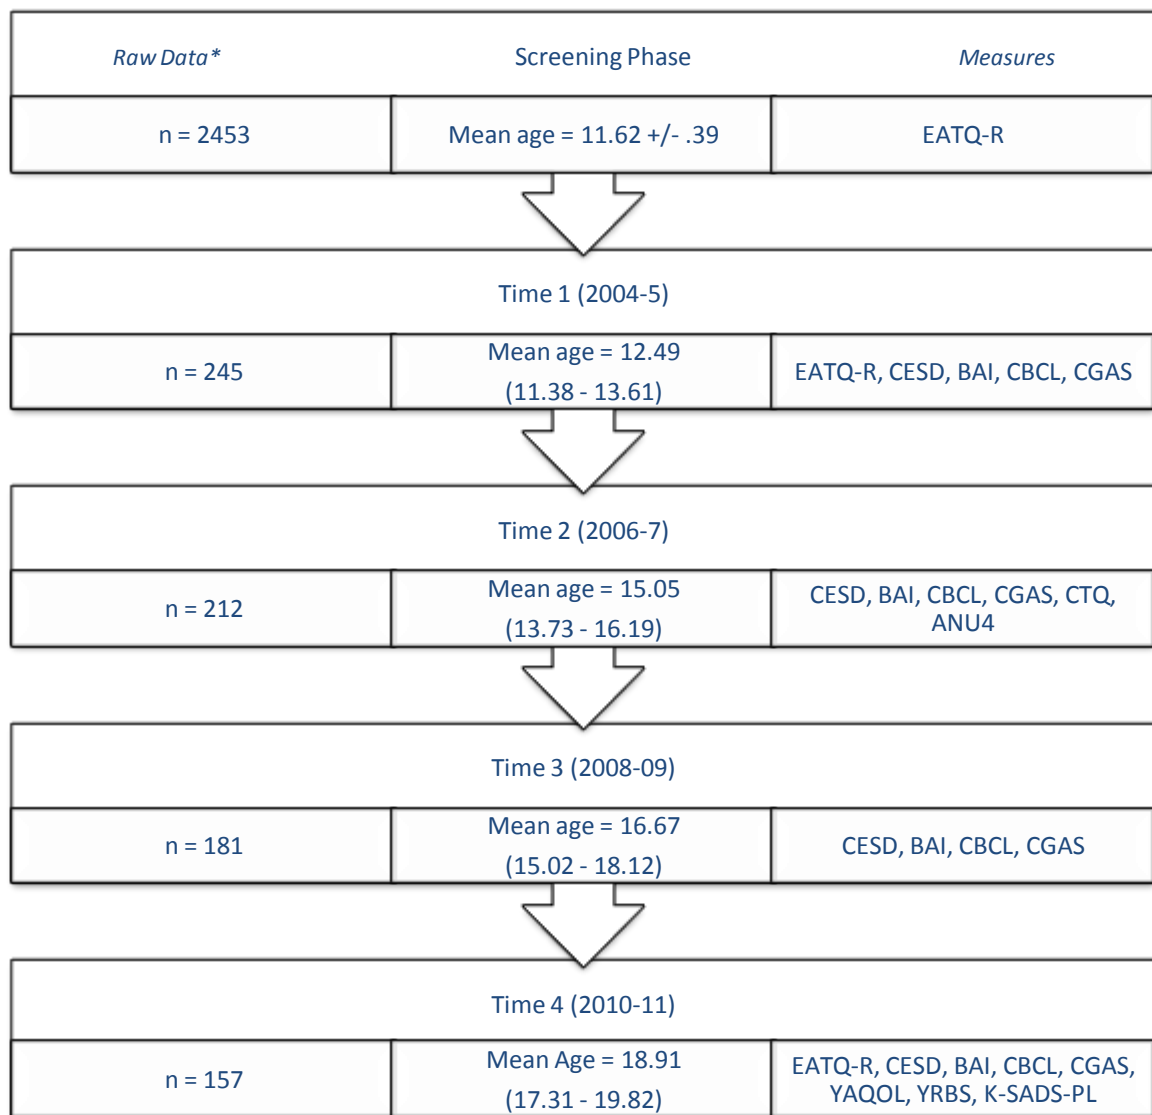 Raw Data*
Screening Phase
Measures
n = 2453
Mean age = 11.62 +/- .39
EATQ-R
Time 1 (2004-5)
n = 245
Mean age = 12.49
(11.38 - 13.61)
EATQ-R, CESD, BAI, CBCL, CGAS
Time 2 (2006-7)
n = 212
Mean age = 15.05
(13.73 - 16.19)
CESD, BAI, CBCL, CGAS, CTQ,
ANU4
Time 3 (2008-09)
n = 181
Mean age = 16.67
(15.02 - 18.12)
CESD, BAI, CBCL, CGAS
Time 4 (2010-11)
n = 157
Mean Age = 18.91
(17.31 - 19.82)
EATQ-R, CESD, BAI, CBCL, CGAS,
YAQOL, YRBS, K-SADS-PL